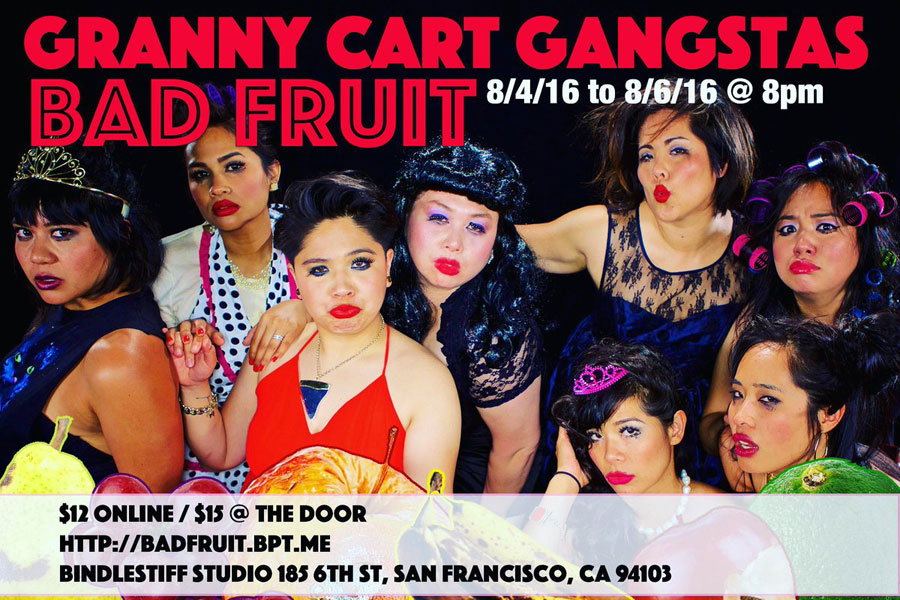 GRANNY CART GANGSTAS
BAD FRUIT
8/4/16 to 8/6/16 @ 8pm
$12 ONLINE / $15 @ THE DOOR
HTTP://BADFRUIT.BPT.ME
BINDLESTIFF STUDIO 185 6TH ST, SAN FRANCISCO, CA 94103